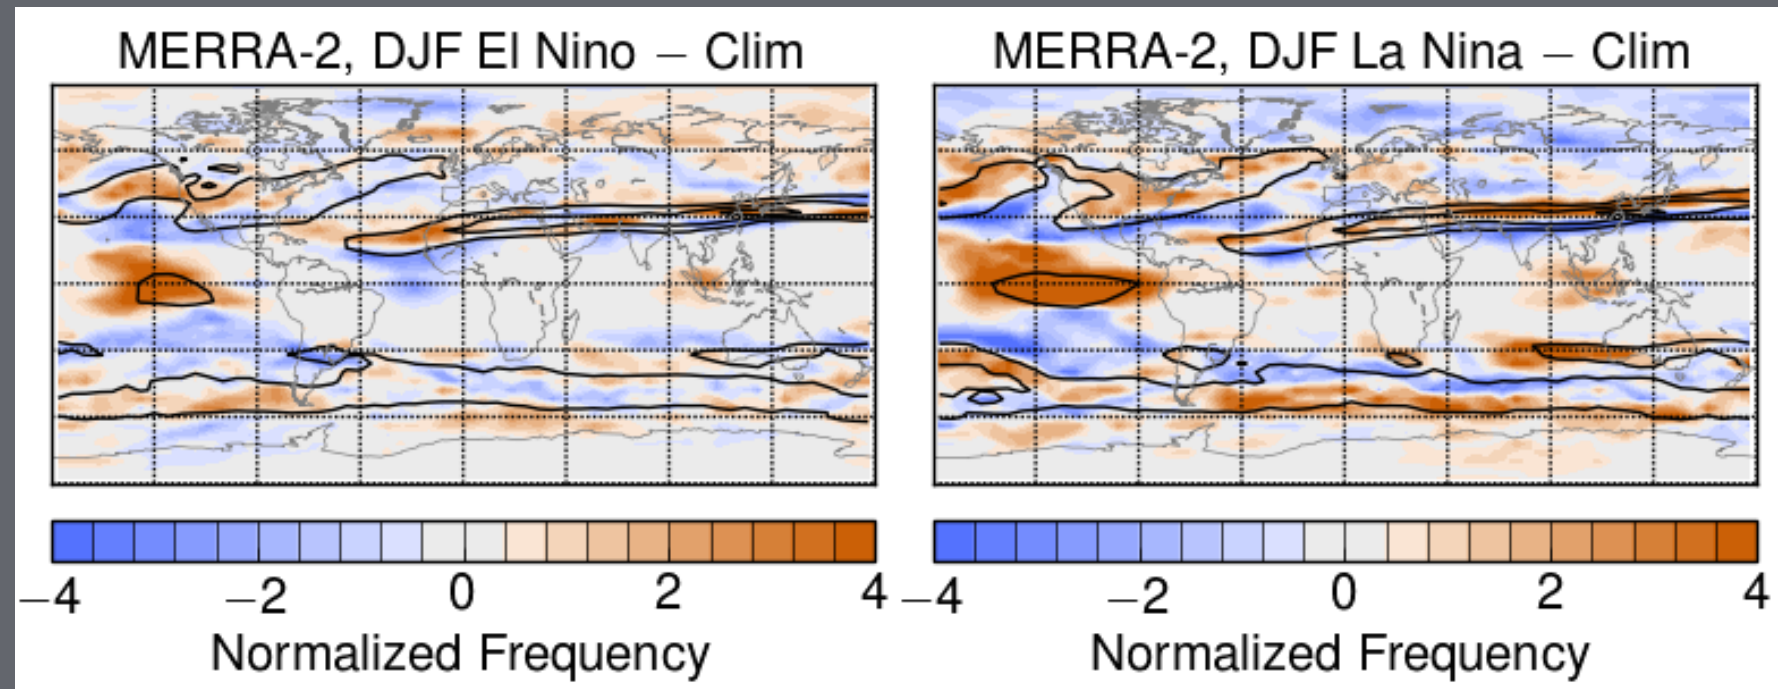 MERRA-2, DJF El Nino − Clim
MERRA-2, DJF La Nina − Clim
−4 −2 0 2 4
−4 −2 0 2 4
Normalized Frequency
Normalized Frequency